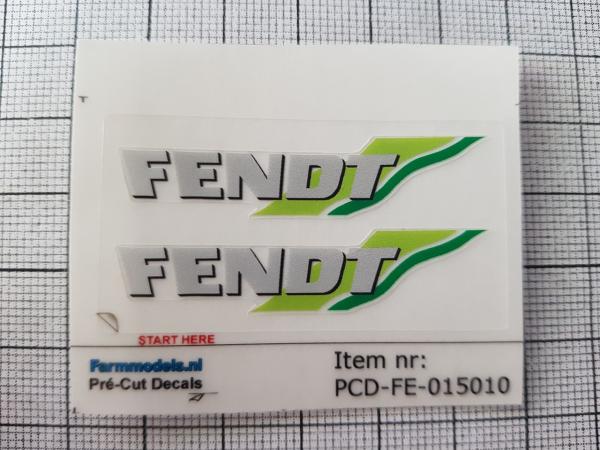 FENDT
FENDT
START HERE
Farmmodels.nl
Pré-Cut Decals
Item nr:
PCD-FE-015010